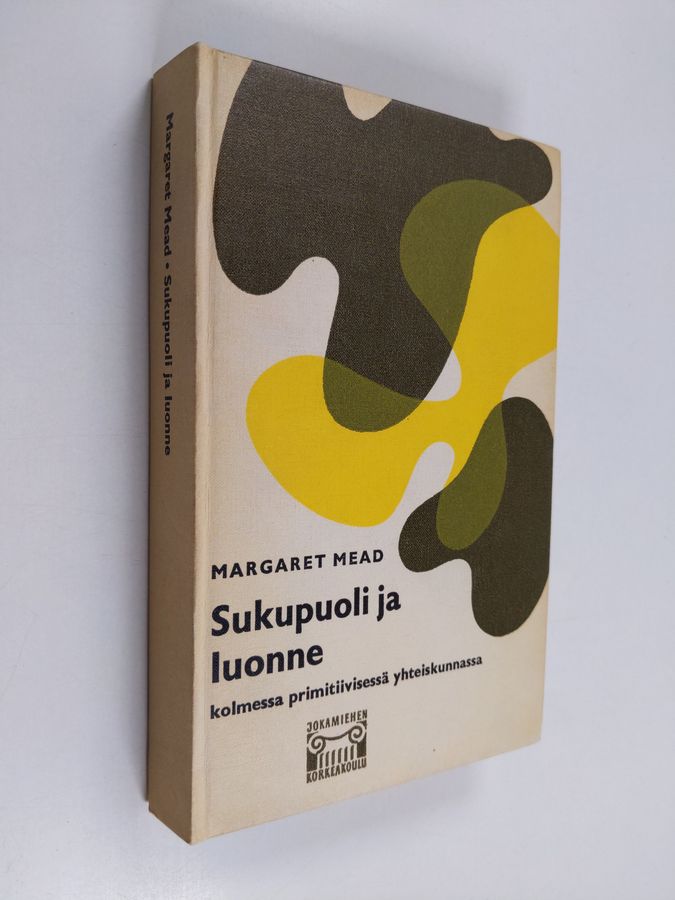 Margaret Mead • Sukupuoli ja luonne
MARGARET MEAD
Sukupuoli ja
luonne
kolmessa primitiivisessä yhteiskunnassa
JOKAMIEHEN
KORKEAKOULU